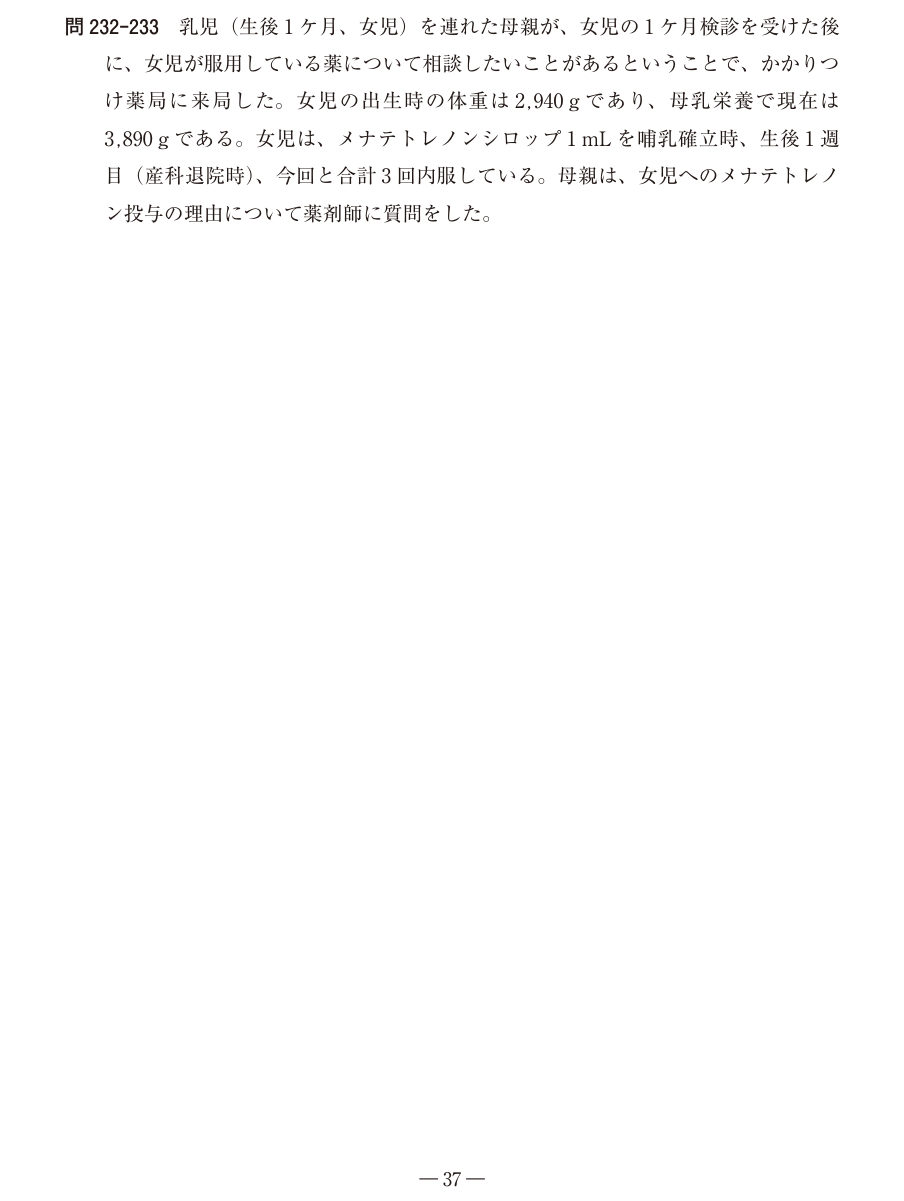 問 232-233　乳児（生後１ケ月、女児）を連れた母親が、女児の１ケ月検診を受けた後
に、女児が服用している薬について相談したいことがあるということで、かかりつ
け薬局に来局した。女児の出生時の体重は 2,940 g であり、母乳栄養で現在は
3,890 g である。女児は、メナテトレノンシロップ１mL を哺乳確立時、生後１週
目（産科退院時）、今回と合計３回内服している。母親は、女児へのメナテトレノ
ン投与の理由について薬剤師に質問をした。
― 37 ―